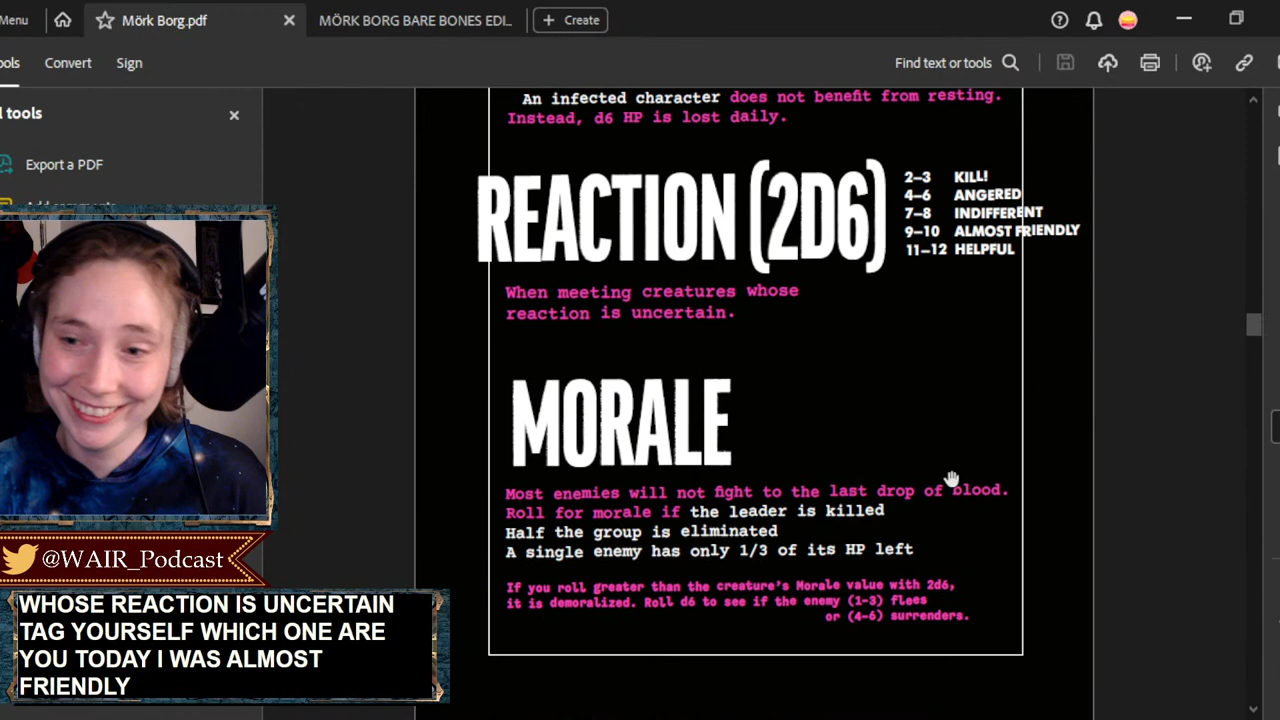 Menu
Mörk Borg.pdf
MÖRK BORG BARE BONES EDI...
Create
ools
Convert
Sign
Find text or tools
l tools
Export a PDF
An infected character does not benefit from resting.
Instead, d6 HP is lost daily.
REACTION (2D6)
2–3 KILL!
4–6 ANGERED
7–8 INDIFFERENT
9–10 ALMOST FRIENDLY
11–12 HELPFUL
When meeting creatures whose
reaction is uncertain.
MORALE
Most enemies will not fight to the last drop of blood.
Roll for morale if the leader is killed
Half the group is eliminated
A single enemy has only 1/3 of its HP left
If you roll greater than the creature's Morale value with 2d6,
it is demoralized. Roll d6 to see if the enemy (1-3) flees
or (4-6) surrenders.
@WAIR_Podcast
WHOSE REACTION IS UNCERTAIN
TAG YOURSELF WHICH ONE ARE
YOU TODAY I WAS ALMOST
FRIENDLY